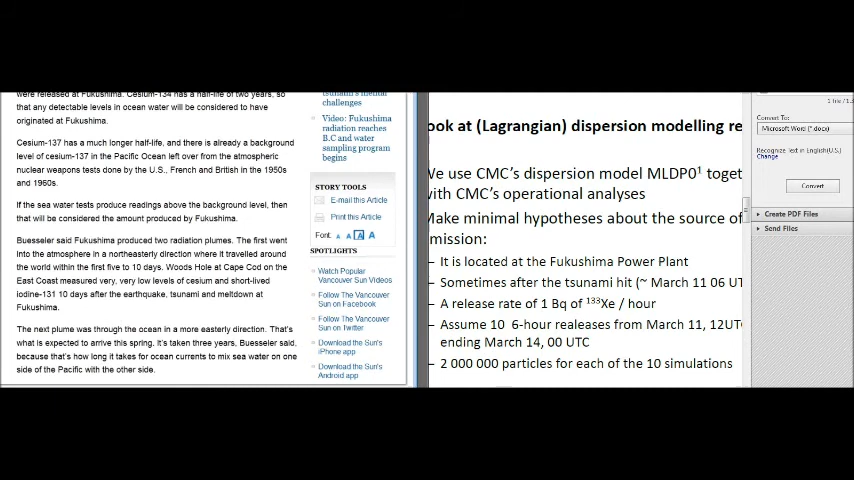 were released at Fukushima. Cesium-134 has a half-life of two years, so
that any detectable levels in ocean water will be considered to have
originated at Fukushima.
Cesium-137 has a much longer half-life, and there is already a background
level of cesium-137 in the Pacific Ocean left over from the atmospheric
nuclear weapons tests done by the U.S., French and British in the 1950s
and 1960s.
If the sea water tests produce readings above the background level, then
that will be considered the amount produced by Fukushima.
Buesseler said Fukushima produced two radiation plumes. The first went
into the atmosphere in a northeasterly direction where it travelled around
the world within the first five to 10 days. Woods Hole at Cape Cod on the
East Coast measured very, very low levels of cesium and short-lived
iodine-131 10 days after the earthquake, tsunami and meltdown at
Fukushima.
The next plume was through the ocean in a more easterly direction. That's
what is expected to arrive this spring. It's taken three years, Buesseler said,
because that's how long it takes for ocean currents to mix sea water on one
side of the Pacific with the other side.
tsunami's mental
challenges
Video: Fukushima
radiation reaches
B.C and water
sampling program
begins
STORY TOOLS
E-mail this Article
Print this Article
Font: A A A A
SPOTLIGHTS
Watch Popular
Vancouver Sun Videos
Follow The Vancouver
Sun on Facebook
Follow The Vancouver
Sun on Twitter
Download the Sun's
iPhone app
Download the Sun's
Android app
ook at (Lagrangian) dispersion modelling re
We use CMC's dispersion model MLDP0¹ toget
with CMC's operational analyses
Make minimal hypotheses about the source of
mission:
– It is located at the Fukushima Power Plant
– Sometimes after the tsunami hit (~ March 11 06 UT
– A release rate of 1 Bq of ¹³³Xe / hour
– Assume 10 6-hour realeases from March 11, 12UT
ending March 14, 00 UTC
– 2 000 000 particles for each of the 10 simulations
1 file / 1.
Convert To:
Microsoft Word (*.docx)
Recognize Text in English(U.S.)
Change
Convert
Create PDF Files
Send Files